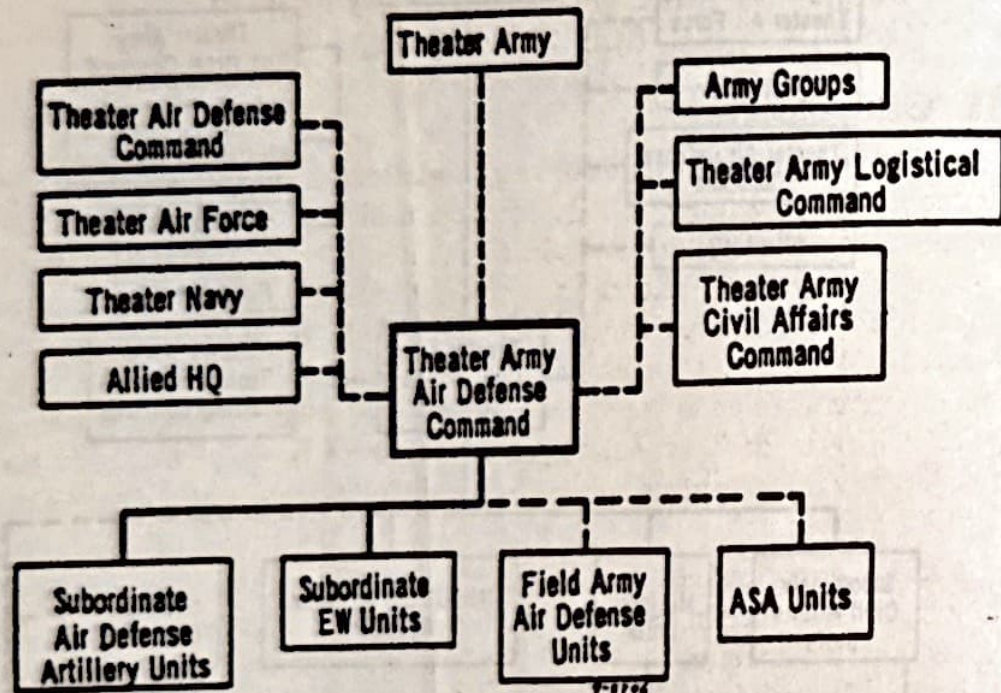 Theater Army
Theater Air Defense
Command
Theater Air Force
Theater Navy
Allied HQ
Army Groups
Theater Army Logistical
Command
Theater Army
Civil Affairs
Command
Theater Army
Air Defense
Command
Subordinate
Air Defense
Artillery Units
Subordinate
EW Units
Field Army
Air Defense
Units
ASA Units